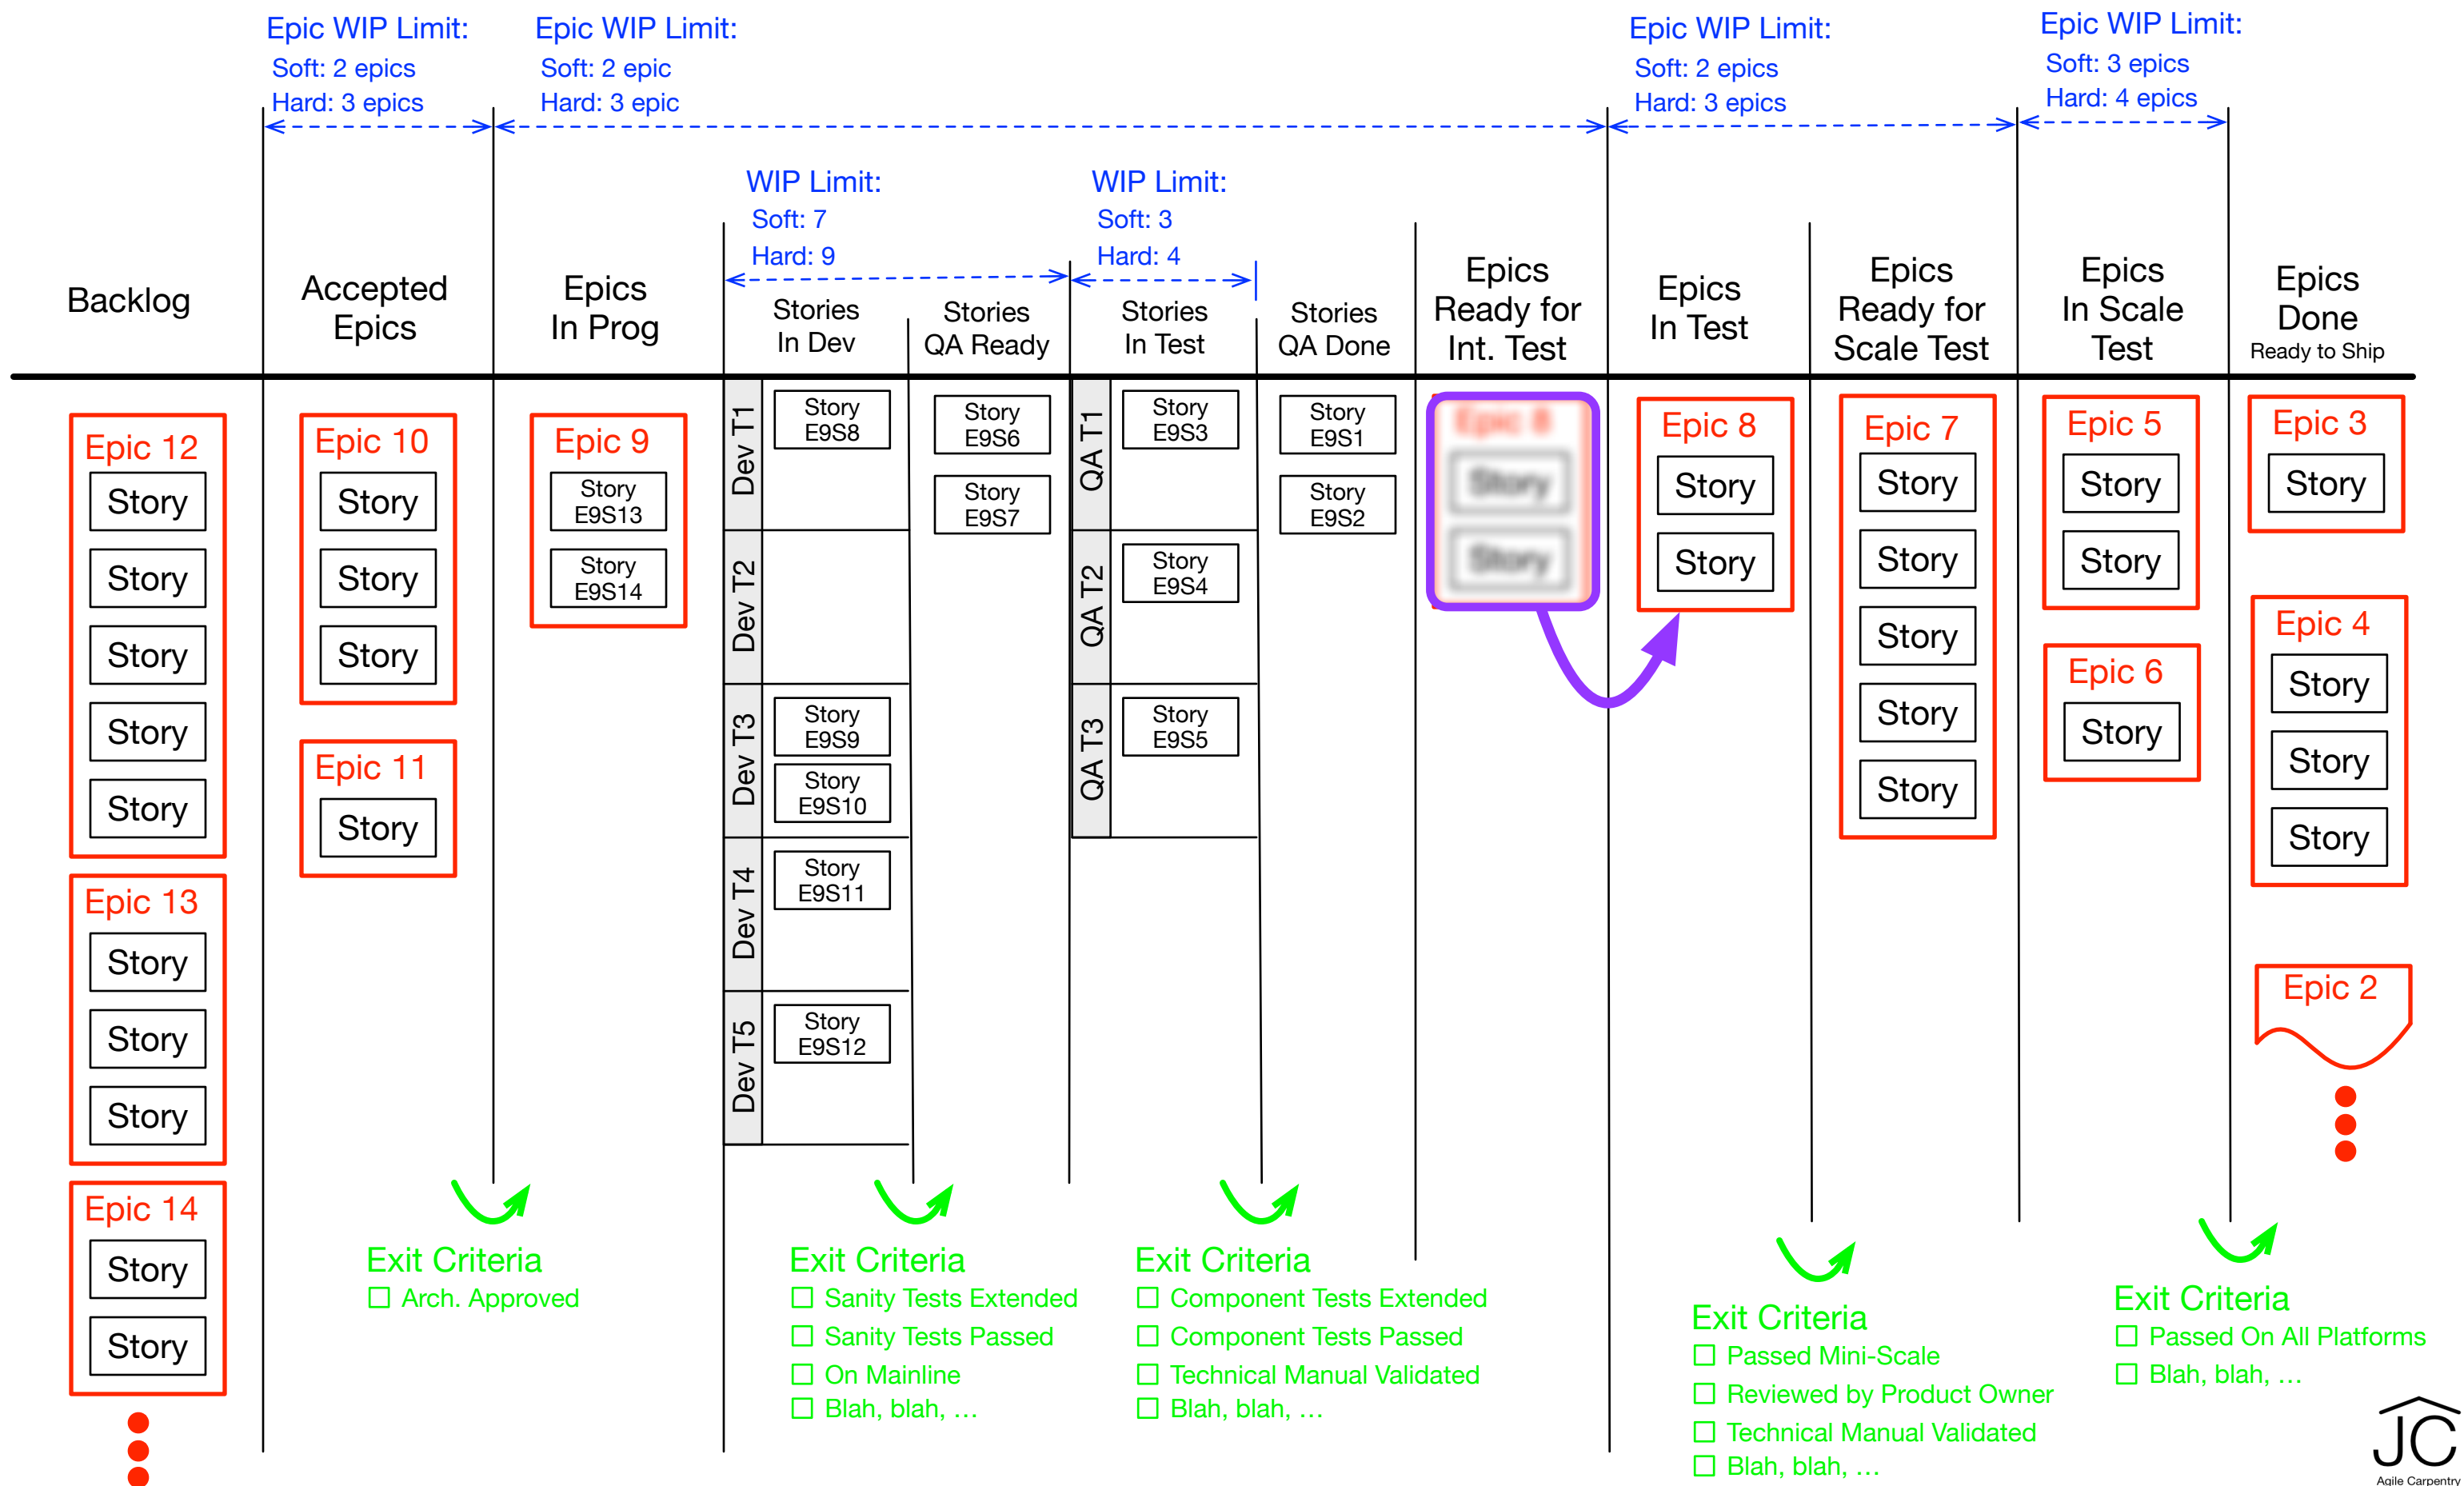 Epic WIP Limit:
Soft: 2 epics
Hard: 3 epics
Epic WIP Limit:
Soft: 2 epic
Hard: 3 epic
Epic WIP Limit:
Soft: 2 epics
Hard: 3 epics
Epic WIP Limit:
Soft: 3 epics
Hard: 4 epics
WIP Limit:
Soft: 7
Hard: 9
WIP Limit:
Soft: 3
Hard: 4
Backlog
Accepted
Epics
Epics
In Prog
Stories
In Dev
Stories
QA Ready
Stories
In Test
Stories
QA Done
Epics
Ready for
Int. Test
Epics
In Test
Epics
Ready for
Scale Test
Epics
In Scale
Test
Epics
Done
Ready to Ship
Epic 12
Story
Story
Story
Story
Story
Epic 13
Story
Story
Story
Epic 14
Story
Story
Epic 10
Story
Story
Story
Epic 11
Story
Epic 9
Story
E9S13
Story
E9S14
Dev T1
Story
E9S8
Dev T2
Dev T3
Story
E9S9
Story
E9S10
Dev T4
Story
E9S11
Dev T5
Story
E9S12
Story
E9S6
Story
E9S7
QA T1
Story
E9S3
QA T2
Story
E9S4
QA T3
Story
E9S5
Story
E9S1
Story
E9S2
Epic 8
Story
Story
Epic 8
Story
Story
Epic 7
Story
Story
Story
Story
Story
Epic 5
Story
Story
Epic 6
Story
Epic 3
Story
Epic 4
Story
Story
Story
Epic 2
Exit Criteria
Arch. Approved
Exit Criteria
Sanity Tests Extended
Sanity Tests Passed
On Mainline
Blah, blah, …
Exit Criteria
Component Tests Extended
Component Tests Passed
Technical Manual Validated
Blah, blah, …
Exit Criteria
Passed Mini-Scale
Reviewed by Product Owner
Technical Manual Validated
Blah, blah, …
Exit Criteria
Passed On All Platforms
Blah, blah, …
JC
Agile Carpentry